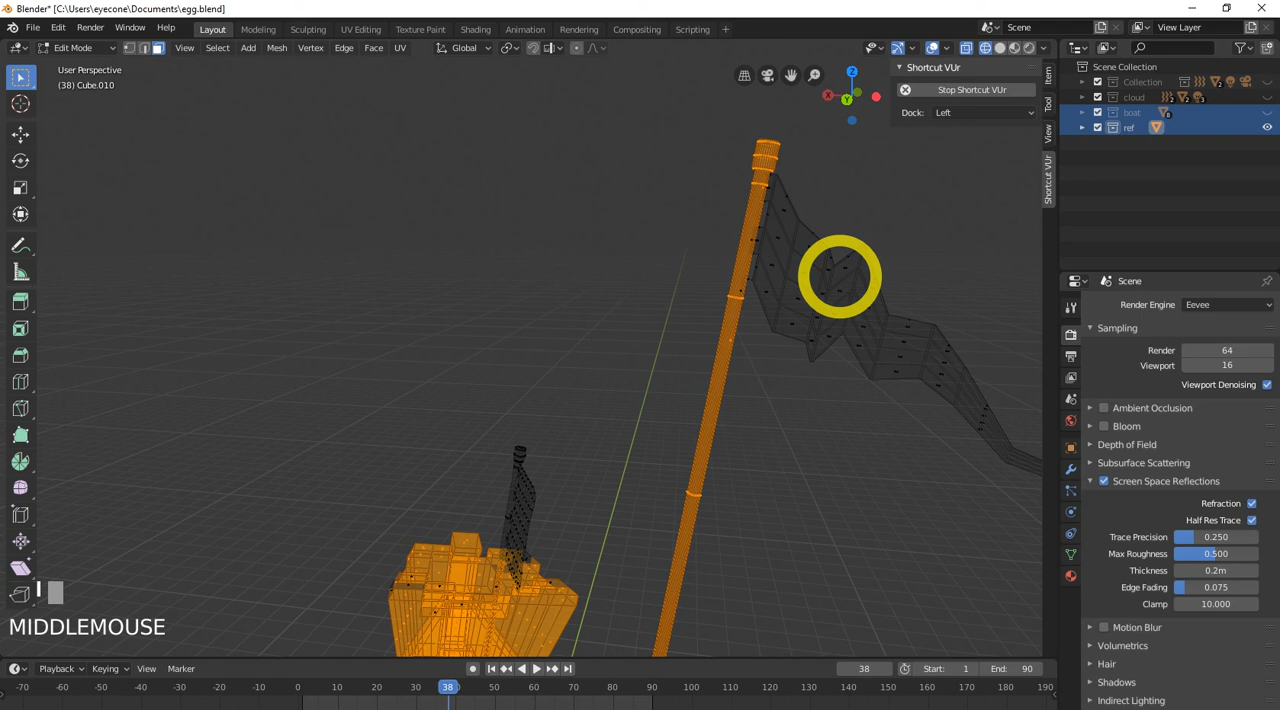 Blender* [C:\Users\eyecone\Documents\egg.blend]
File Edit Render Window Help Layout Modeling Sculpting UV Editing Texture Paint Shading Animation Rendering Compositing Scripting + Scene View Layer
Edit Mode View Select Add Mesh Vertex Edge Face UV Global
User Perspective
(38) Cube.010
Shortcut VUr
Stop Shortcut VUr
Dock: Left
Item
Tool
View
Shortcut VUr
Z
X
Y
Scene Collection
Collection 2
cloud 2 2 3
boat 8
ref
Scene
Render Engine Eevee
Sampling
Render 64
Viewport 16
Viewport Denoising
Ambient Occlusion
Bloom
Depth of Field
Subsurface Scattering
Screen Space Reflections
Refraction
Half Res Trace
Trace Precision 0.250
Max Roughness 0.500
Thickness 0.2m
Edge Fading 0.075
Clamp 10.000
Motion Blur
Volumetrics
Hair
Shadows
Indirect Lighting
MIDDLEMOUSE
Playback Keying View Marker 38 Start: 1 End: 90
-70 -60 -50 -40 -30 -20 -10 0 10 20 30 38 50 60 70 80 90 100 110 120 130 140 150 160 170 180 190